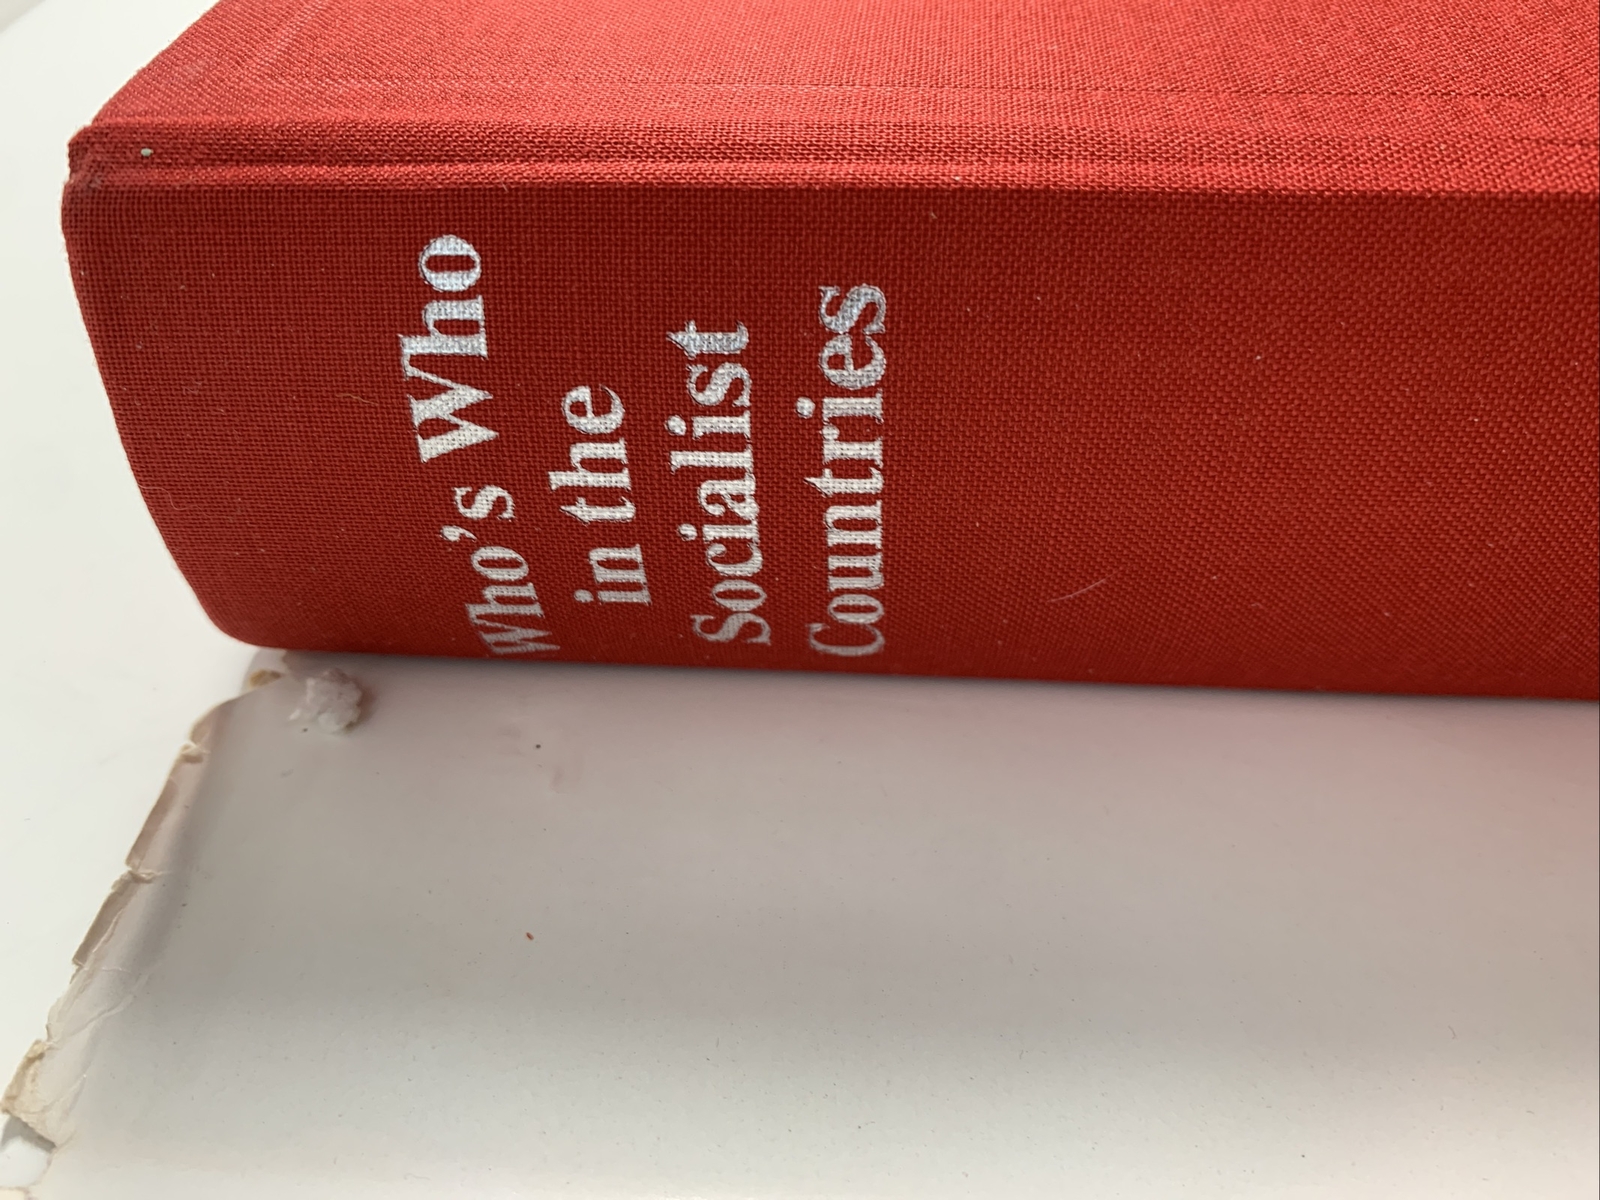 Who's Who
in the
Socialist
Countries